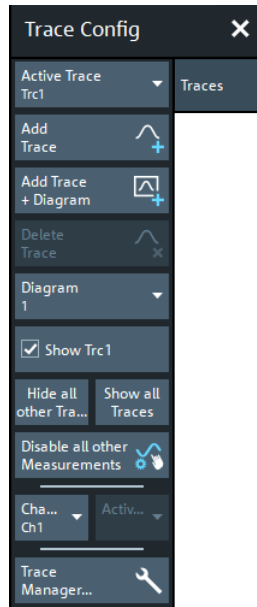 Trace Config
Active Trace
Trc1
Traces
Add
Trace
Add Trace
+ Diagram
Delete
Trace
Diagram
1
Show Trc1
Hide all
other Tra...
Show all
Traces
Disable all other
Measurements
Cha...
Ch1
Activ...
Trace
Manager...